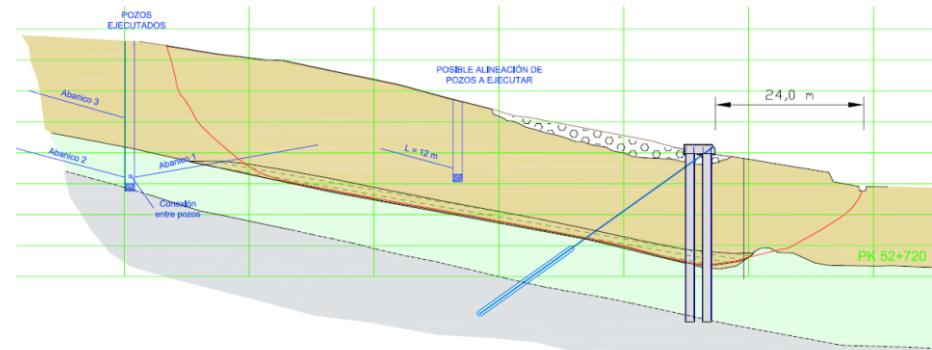 POZOS
EJECUTADOS
POSIBLE ALINEACIÓN DE
POZOS A EJECUTAR
24,0 m
Abanico 3
Abanico 2
Abanico 1
L = 12 m
Conexión
entre pozos
PK 52+720